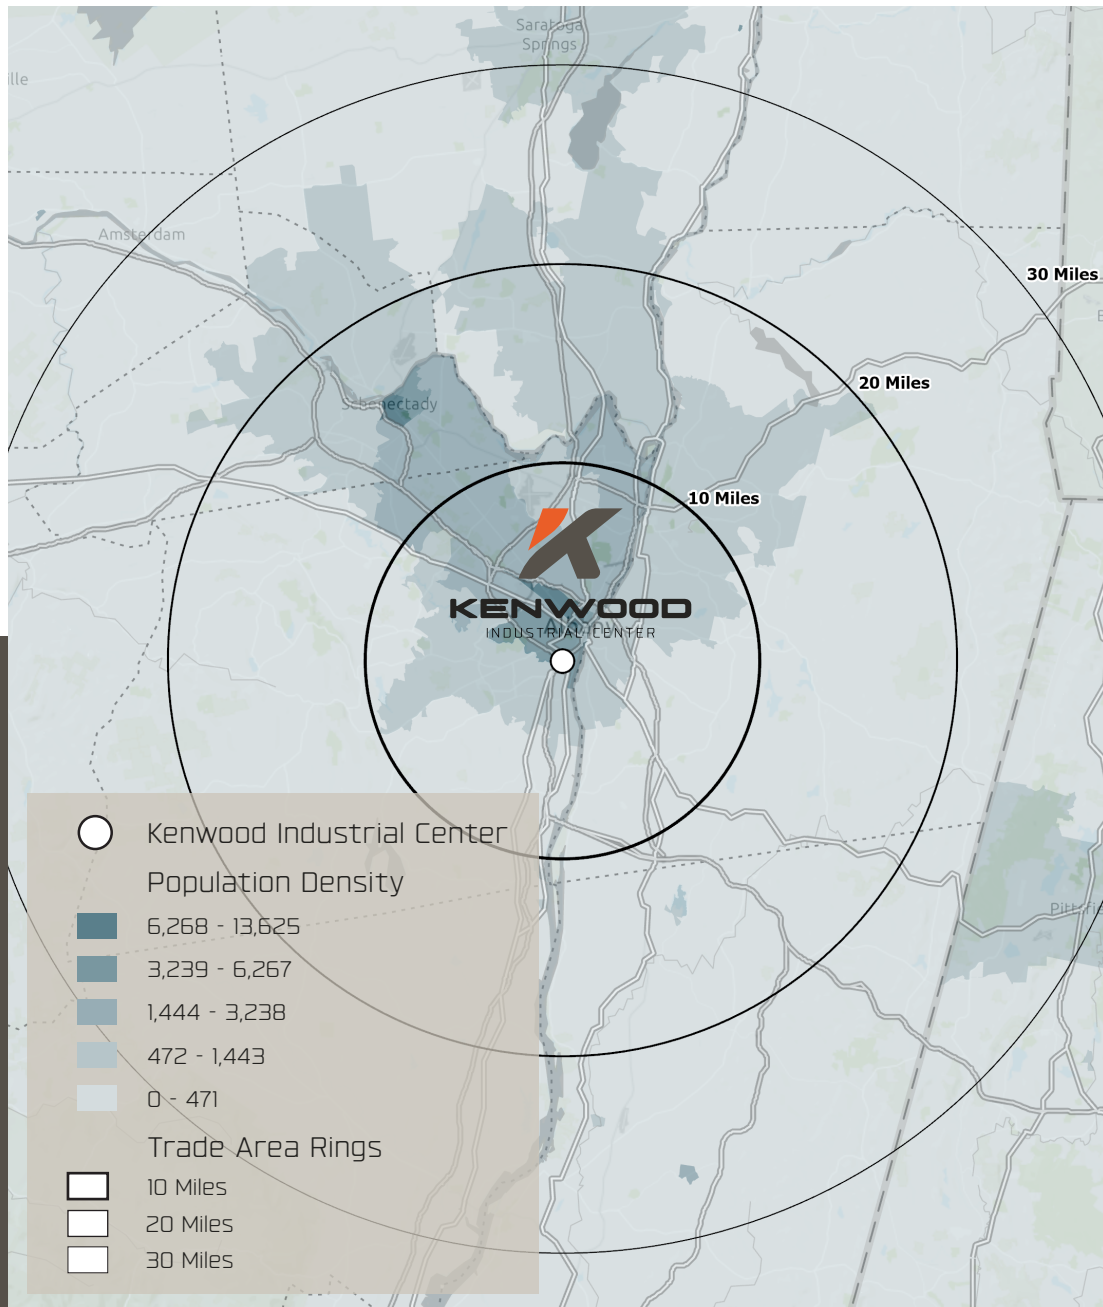 Saratoga
Springs
ille
Amsterdam
30 Miles
20 Miles
Schenectady
10 Miles
KENWOOD
INDUSTRIAL CENTER
Kenwood Industrial Center
Population Density
6,268 - 13,625
3,239 - 6,267
1,444 - 3,238
472 - 1,443
0 - 471
Pittsfie
Trade Area Rings
10 Miles
20 Miles
30 Miles